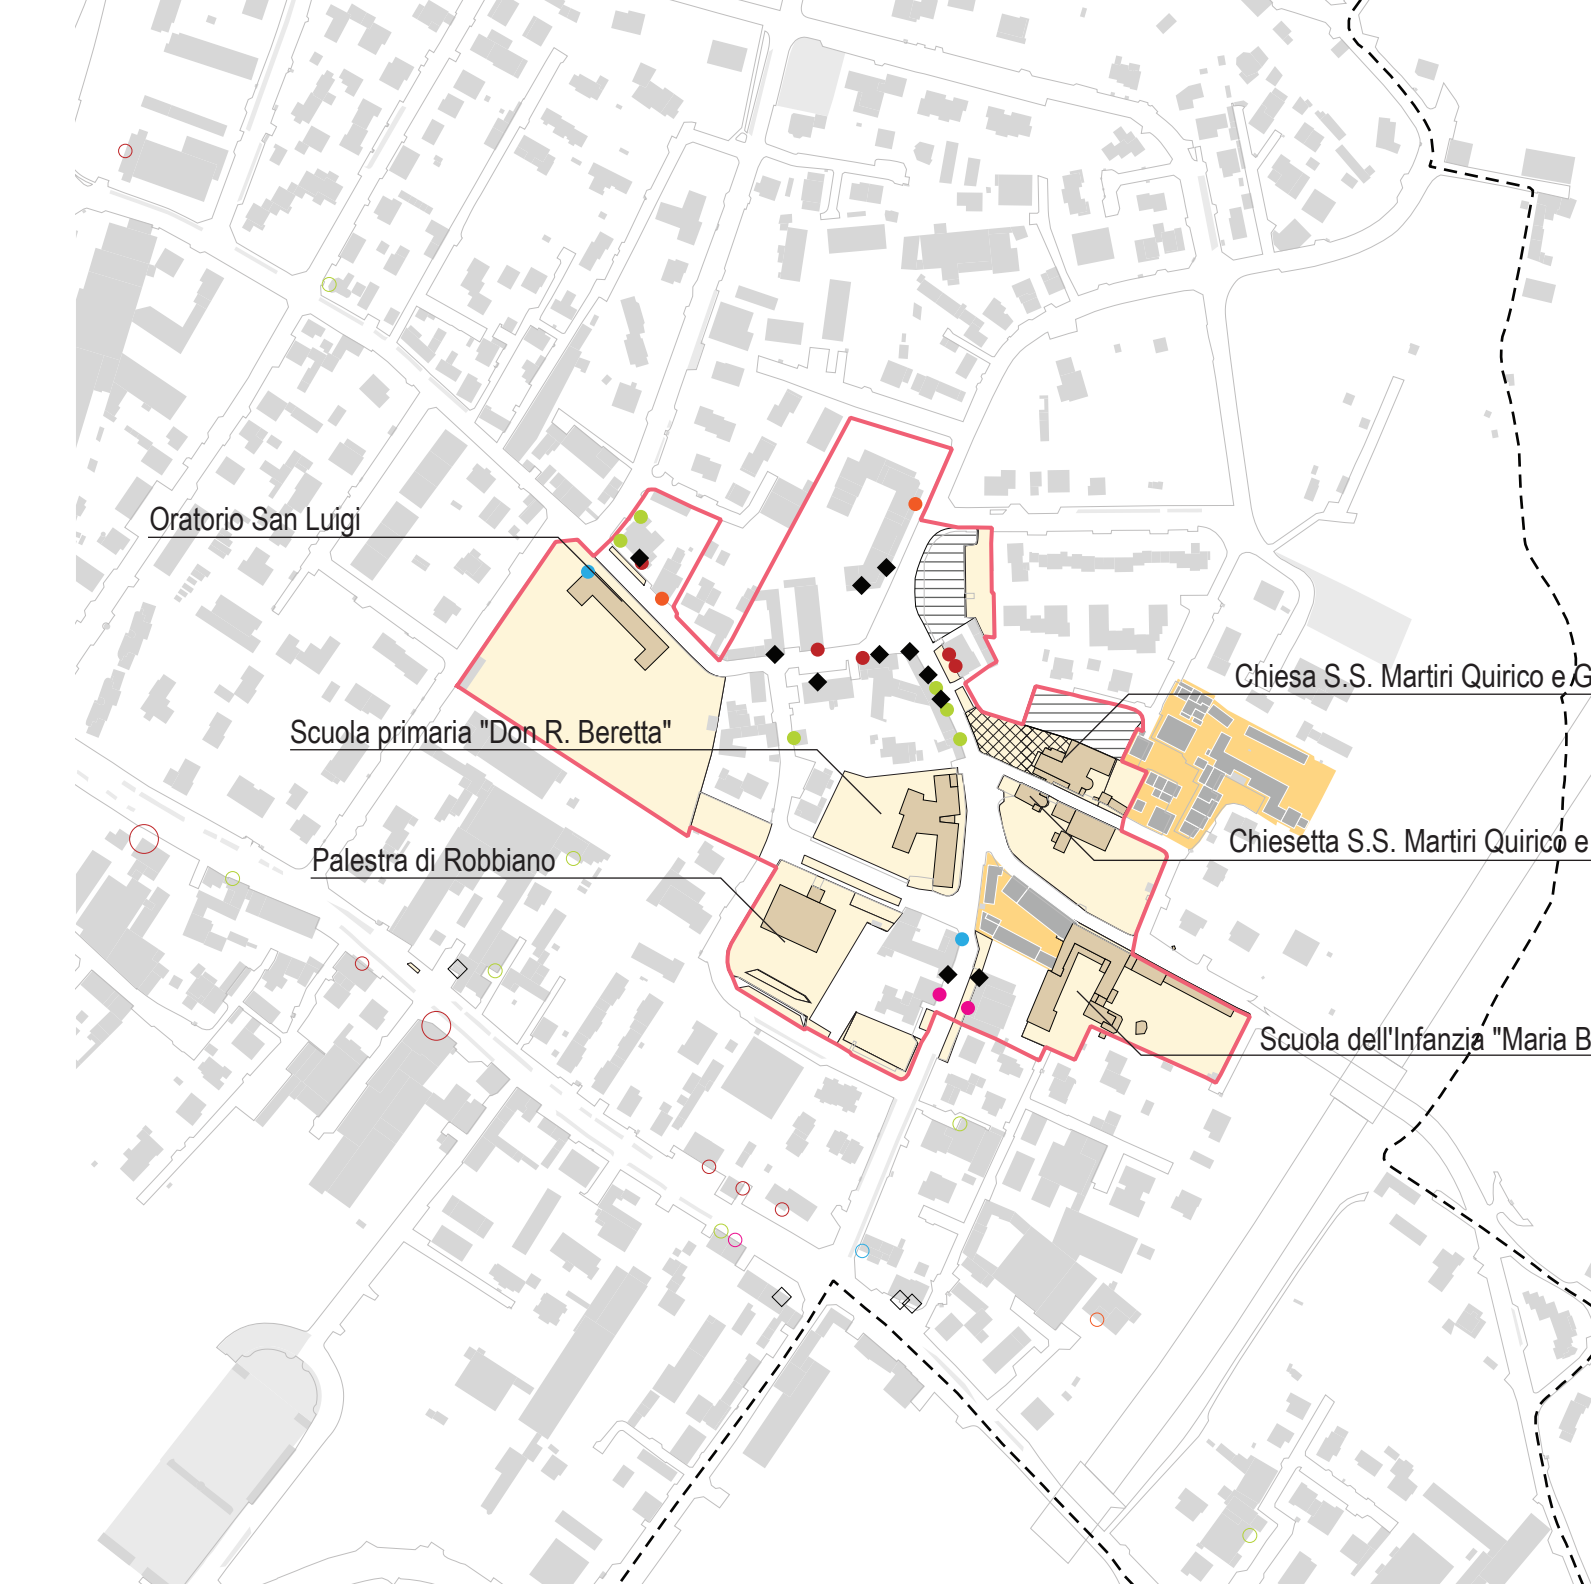 Oratorio San Luigi
Chiesa S.S. Martiri Quirico e G
Scuola primaria "Don R. Beretta"
Chiesetta S.S. Martiri Quirico e
Palestra di Robbiano
Scuola dell'Infanzia "Maria B